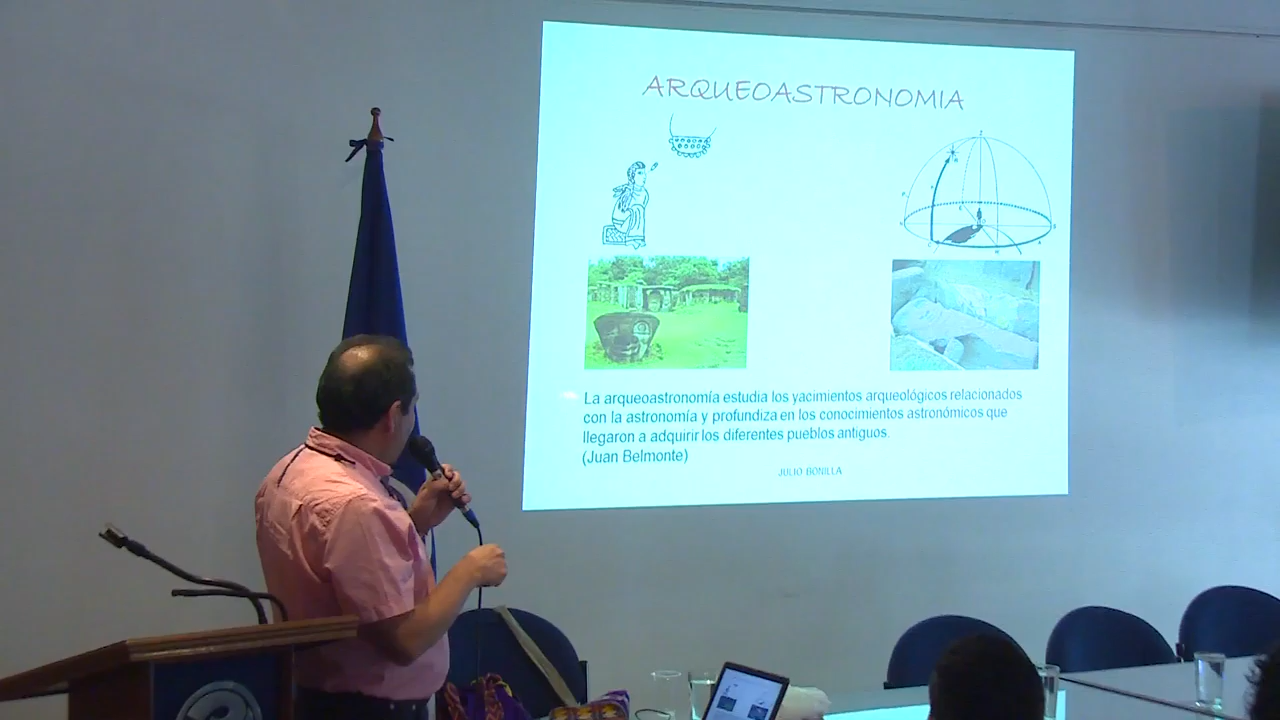 ARQUEOASTRONOMIA
La arqueoastronomía estudia los yacimientos arqueológicos relacionados
con la astronomía y profundiza en los conocimientos astronómicos que
llegaron a adquirir los diferentes pueblos antiguos.
(Juan Belmonte)
JULIO BONILLA